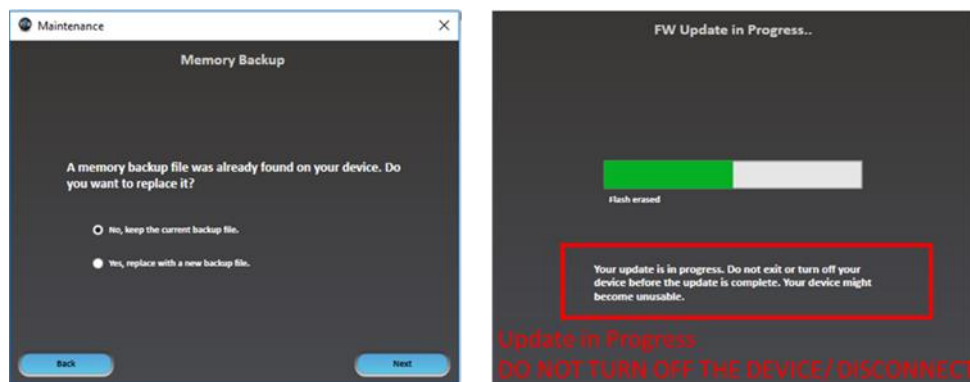 Maintenance
Memory Backup
A memory backup file was already found on your device. Do
you want to replace it?
No, keep the current backup file.
Yes, replace with a new backup file.
Back
Next
FW Update in Progress..
Flash erased
Your update is in progress. Do not exit or turn off your
device before the update is complete. Your device might
become unusable.
Update in Progress
DO NOT TURN OFF THE DEVICE/ DISCONNECT